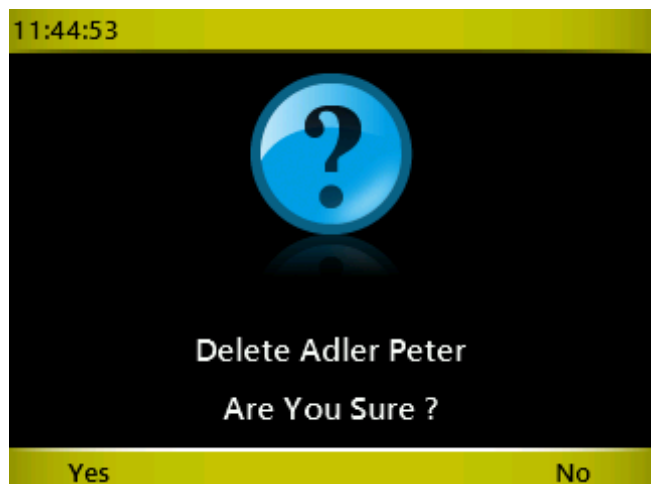 11:44:53
?
Delete Adler Peter
Are You Sure ?
Yes No